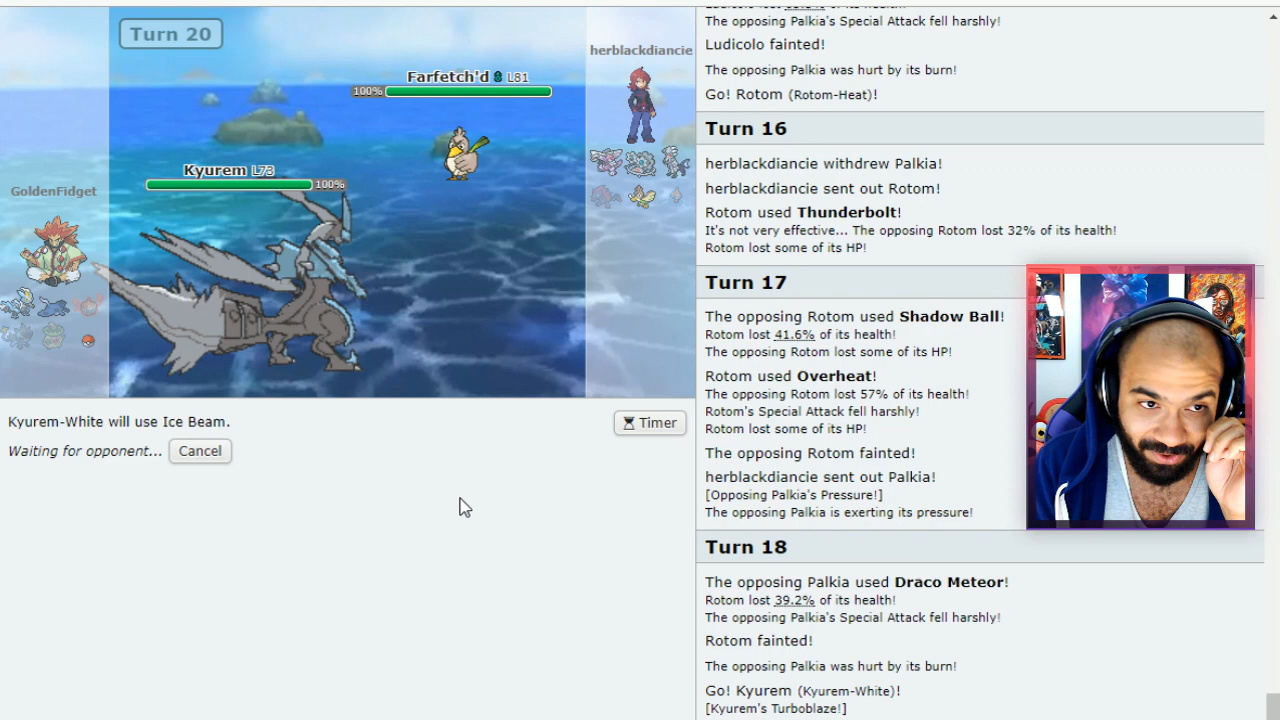 Turn 20
herblackdiancie
Farfetch'd L81
100%
Kyurem L73
100%
GoldenFidget
Kyurem-White will use Ice Beam.
Timer
Waiting for opponent... Cancel
The opposing Palkia's Special Attack fell harshly!
Ludicolo fainted!
The opposing Palkia was hurt by its burn!
Go! Rotom (Rotom-Heat)!
Turn 16
herblackdiancie withdrew Palkia!
herblackdiancie sent out Rotom!
Rotom used Thunderbolt!
It's not very effective... The opposing Rotom lost 32% of its health!
Rotom lost some of its HP!
Turn 17
The opposing Rotom used Shadow Ball!
Rotom lost 41.6% of its health!
The opposing Rotom lost some of its HP!
Rotom used Overheat!
The opposing Rotom lost 57% of its health!
Rotom's Special Attack fell harshly!
Rotom lost some of its HP!
The opposing Rotom fainted!
herblackdiancie sent out Palkia!
[Opposing Palkia's Pressure!]
The opposing Palkia is exerting its pressure!
Turn 18
The opposing Palkia used Draco Meteor!
Rotom lost 39.2% of its health!
The opposing Palkia's Special Attack fell harshly!
Rotom fainted!
The opposing Palkia was hurt by its burn!
Go! Kyurem (Kyurem-White)!
[Kyurem's Turboblaze!]